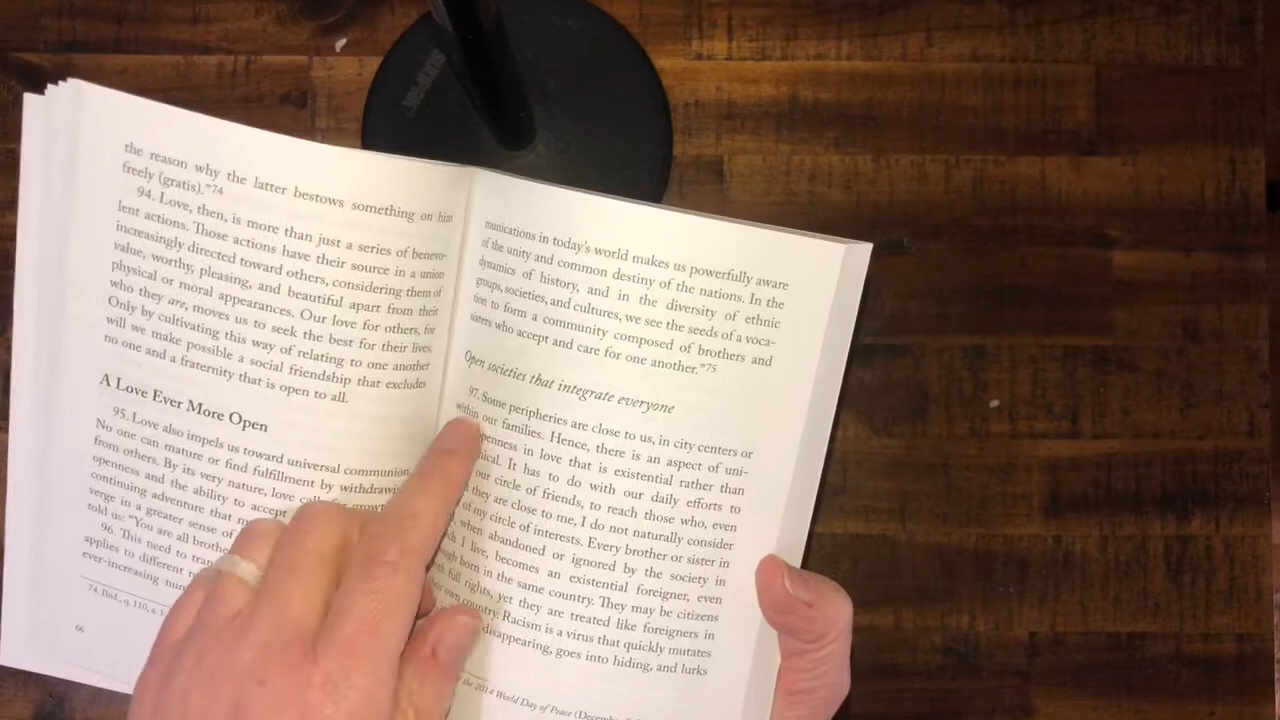 the reason why the latter bestows something on him
freely (gratis)."74
94. Love, then, is more than just a series of benevo-
lent actions. Those actions have their source in a union
increasingly directed toward others, considering them of
value, worthy, pleasing, and beautiful apart from their
physical or moral appearances. Our love for others, for
who they are, moves us to seek the best for their lives.
Only by cultivating this way of relating to one another
will we make possible a social friendship that excludes
no one and a fraternity that is open to all.
A Love Ever More Open
95. Love also impels us toward universal communion.
No one can mature or find fulfillment by withdrawi
from others. By its very nature, love calls for growt
openness and the ability to accept
continuing adventure that m
verge in a greater sense of
told us: "You are all brothe
96. This need to tran
applies to different r
ever-increasing num
74. Ibid., q. 110, a. 1
66
munications in today's world makes us powerfully aware
of the unity and common destiny of the nations. In the
dynamics of history, and in the diversity of ethnic
groups, societies, and cultures, we see the seeds of a voca-
tion to form a community composed of brothers and
sisters who accept and care for one another."75
Open societies that integrate everyone
97. Some peripheries are close to us, in city centers or
within our families. Hence, there is an aspect of uni-
openness in love that is existential rather than
hical. It has to do with our daily efforts to
our circle of friends, to reach those who, even
they are close to me, I do not naturally consider
of my circle of interests. Every brother or sister in
when abandoned or ignored by the society in
ch I live, becomes an existential foreigner, even
ough born in the same country. They may be citizens
th full rights, yet they are treated like foreigners in
eir own country. Racism is a virus that quickly mutates
disappearing, goes into hiding, and lurks
the 2014 World Day of Peace (Decem